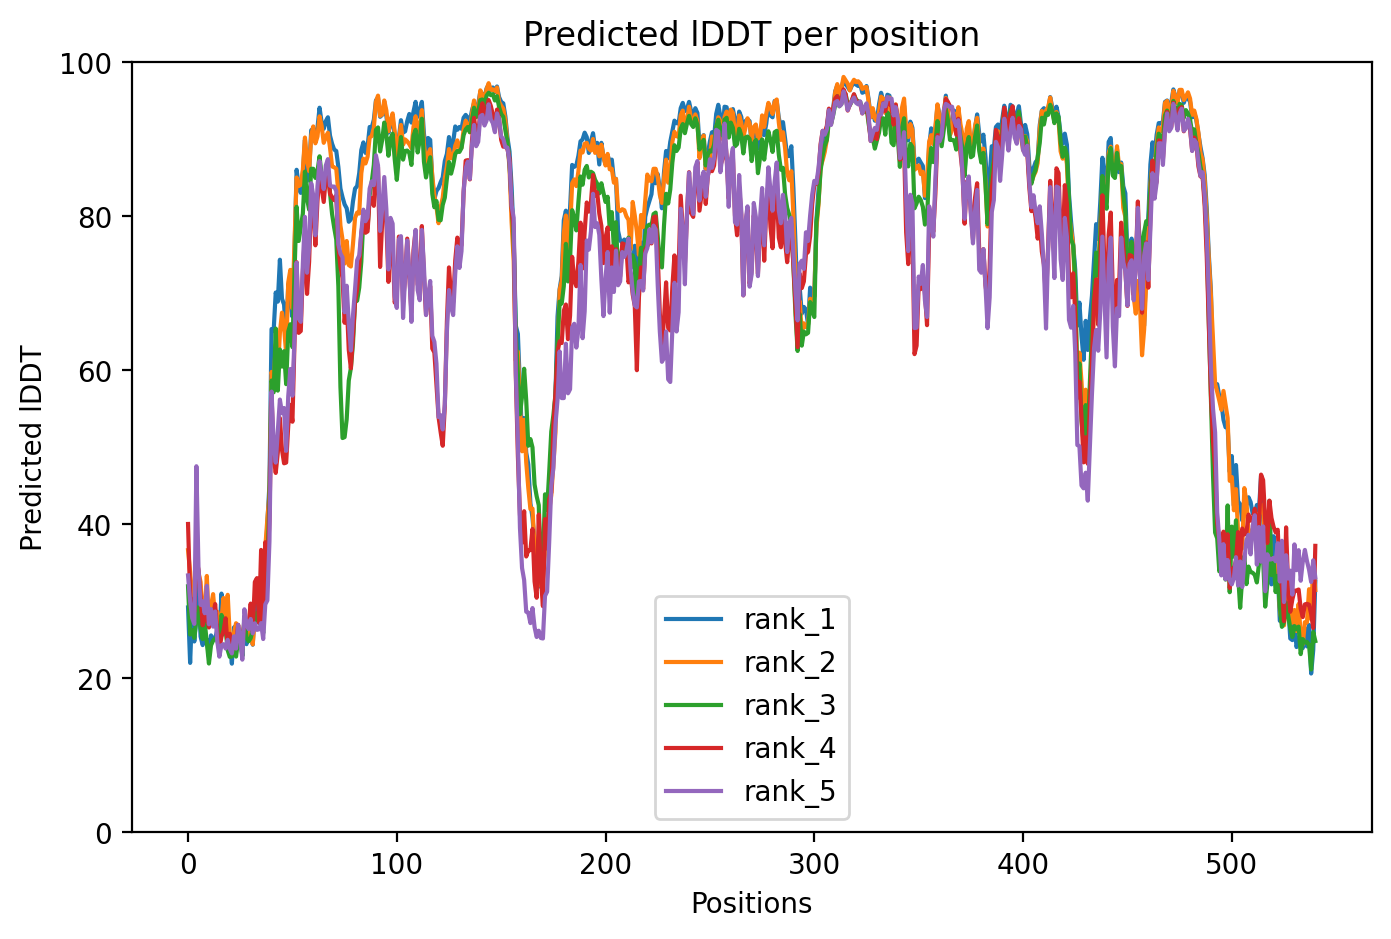 Predicted lDDT per position
100
80
60
40
20
0
Predicted lDDT
0 100 200 300 400 500
Positions
rank_1
rank_2
rank_3
rank_4
rank_5